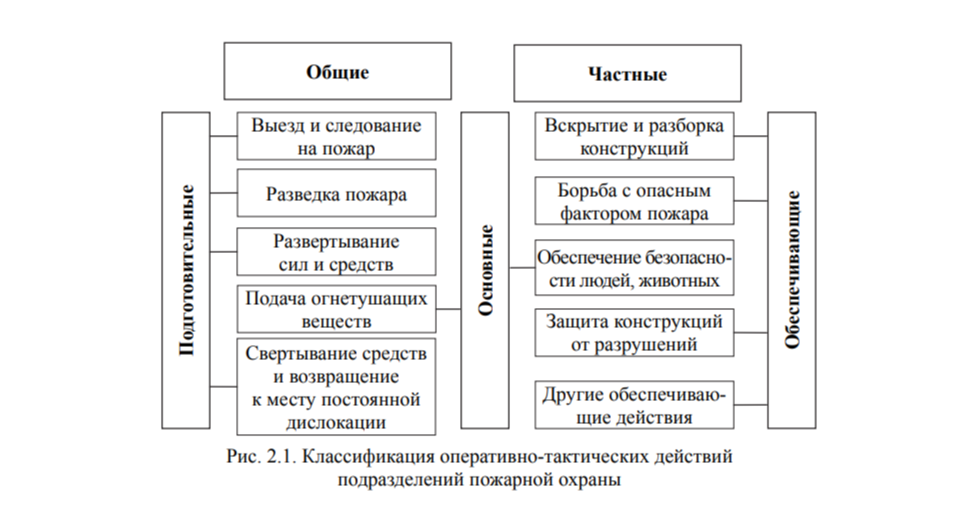 Общие
Частные
Подготовительные
Выезд и следование
на пожар
Разведка пожара
Развертывание
сил и средств
Подача огнетушащих
веществ
Свертывание средств
и возвращение
к месту постоянной
дислокации
Основные
Вскрытие и разборка
конструкций
Борьба с опасным
фактором пожара
Обеспечение безопасно-
сти людей, животных
Защита конструкций
от разрушений
Другие обеспечиваю-
щие действия
Обеспечивающие
Рис. 2.1. Классификация оперативно-тактических действий
подразделений пожарной охраны